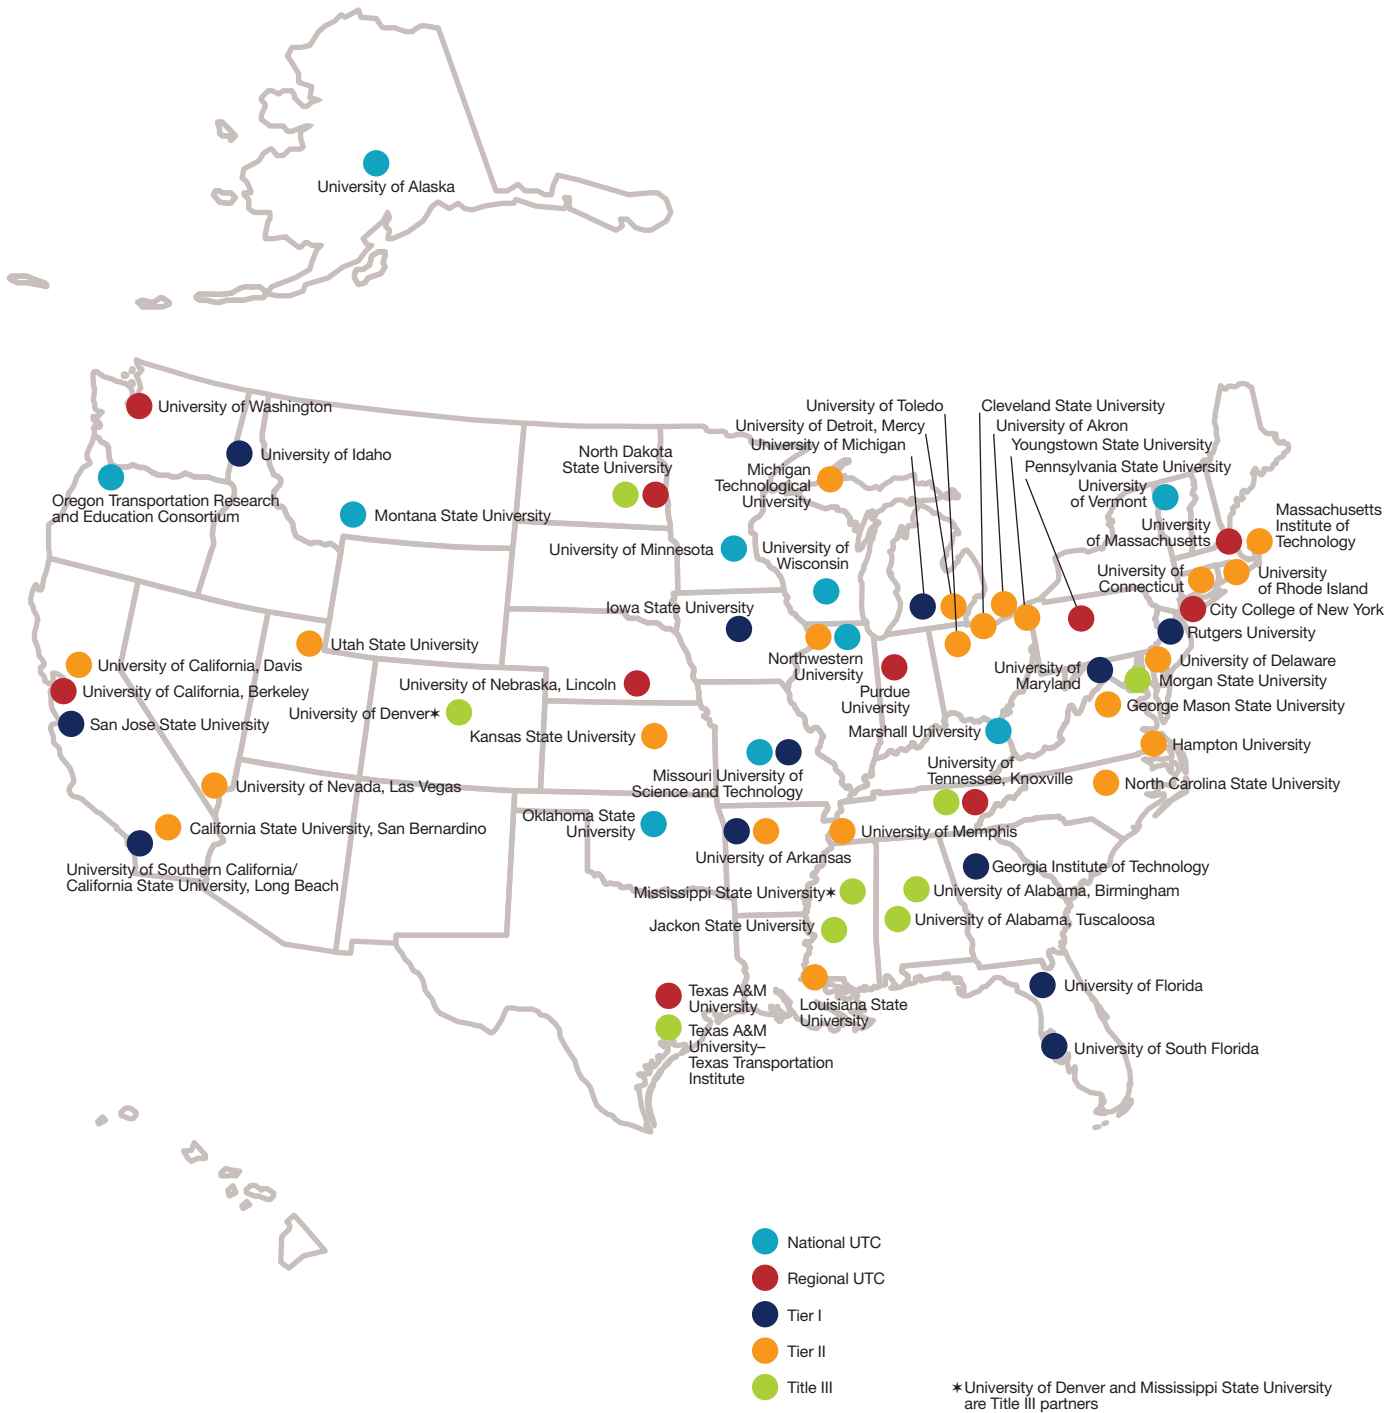 University of Alaska
University of Washington
University of Idaho
Oregon Transportation Research
and Education Consortium
Montana State University
North Dakota
State University
University of Minnesota
University of
Wisconsin
Michigan
Technological
University
University of Toledo
University of Detroit, Mercy
University of Michigan
Cleveland State University
University of Akron
Youngstown State University
Pennsylvania State University
University
of Vermont
University
of Massachusetts
Massachusetts
Institute of
Technology
University of
Connecticut
University
of Rhode Island
City College of New York
Rutgers University
University of Delaware
University of
Maryland
Morgan State University
George Mason State University
Hampton University
North Carolina State University
Iowa State University
Northwestern
University
Purdue
University
Marshall University
Utah State University
University of California, Davis
University of California, Berkeley
San Jose State University
University of Nebraska, Lincoln
University of Denver✶
Kansas State University
Missouri University of
Science and Technology
University of
Tennessee, Knoxville
University of Nevada, Las Vegas
California State University, San Bernardino
University of Southern California/
California State University, Long Beach
Oklahoma State
University
University of Arkansas
University of Memphis
Georgia Institute of Technology
Mississippi State University✶
University of Alabama, Birmingham
Jackon State University
University of Alabama, Tuscaloosa
Texas A&M
University
Texas A&M
University–
Texas Transportation
Institute
Louisiana State
University
University of Florida
University of South Florida
National UTC
Regional UTC
Tier I
Tier II
Title III
✶University of Denver and Mississippi State University
are Title III partners